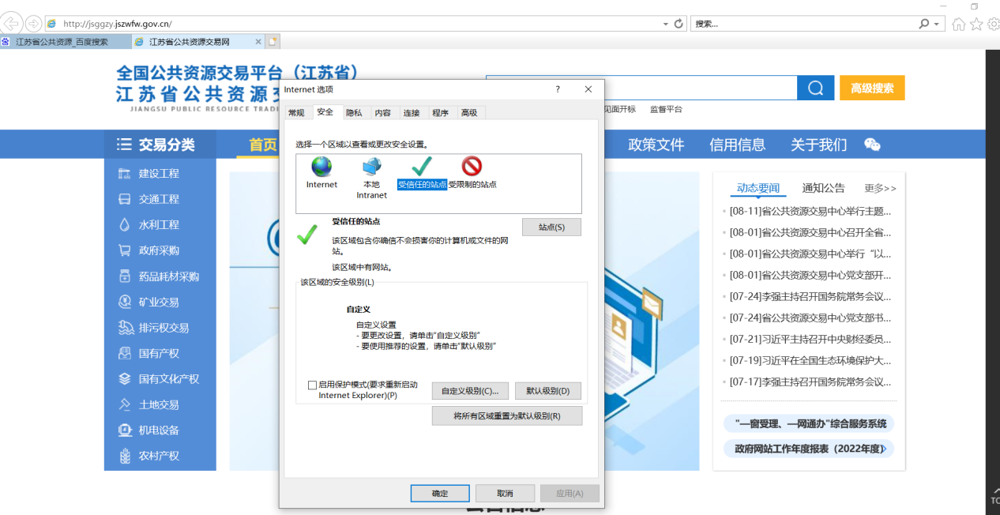 http://jsggzy.jszwfw.gov.cn/
搜索...
江苏省公共资源_百度搜索
江苏省公共资源交易网
全国公共资源交易平台（江苏省）
江苏省公共资源
JIANGSU PUBLIC RESOURCE TRADI
高级搜索
见面开标 监督平台
交易分类
首页
政策文件
信用信息
关于我们
建设工程
交通工程
水利工程
政府采购
药品耗材采购
矿业交易
排污权交易
国有产权
国有文化产权
土地交易
机电设备
农村产权
Internet 选项
?
常规 安全 隐私 内容 连接 程序 高级
选择一个区域以查看或更改安全设置。
Internet
本地
Intranet
受信任的站点
受限制的站点
受信任的站点
站点(S)
该区域包含你确信不会损害你的计算机或文件的网
站。
该区域中有网站。
该区域的安全级别(L)
自定义
自定义设置
- 要更改设置，请单击"自定义级别"
- 要使用推荐的设置，请单击"默认级别"
启用保护模式(要求重新启动
Internet Explorer)(P)
自定义级别(C)...
默认级别(D)
将所有区域重置为默认级别(R)
确定
取消
应用(A)
动态要闻 通知公告 更多>>
[08-11]省公共资源交易中心举行主题...
[08-01]省公共资源交易中心召开全省...
[08-01]省公共资源交易中心举行“以...
[08-01]省公共资源交易中心党支部开...
[07-24]李强主持召开国务院常务会议...
[07-24]省公共资源交易中心党支部书...
[07-21]习近平主持召开中央财经委员...
[07-19]习近平在全国生态环境保护大...
[07-17]李强主持召开国务院常务会议...
"一窗受理、一网通办"综合服务系统
政府网站工作年度报表（2022年度）